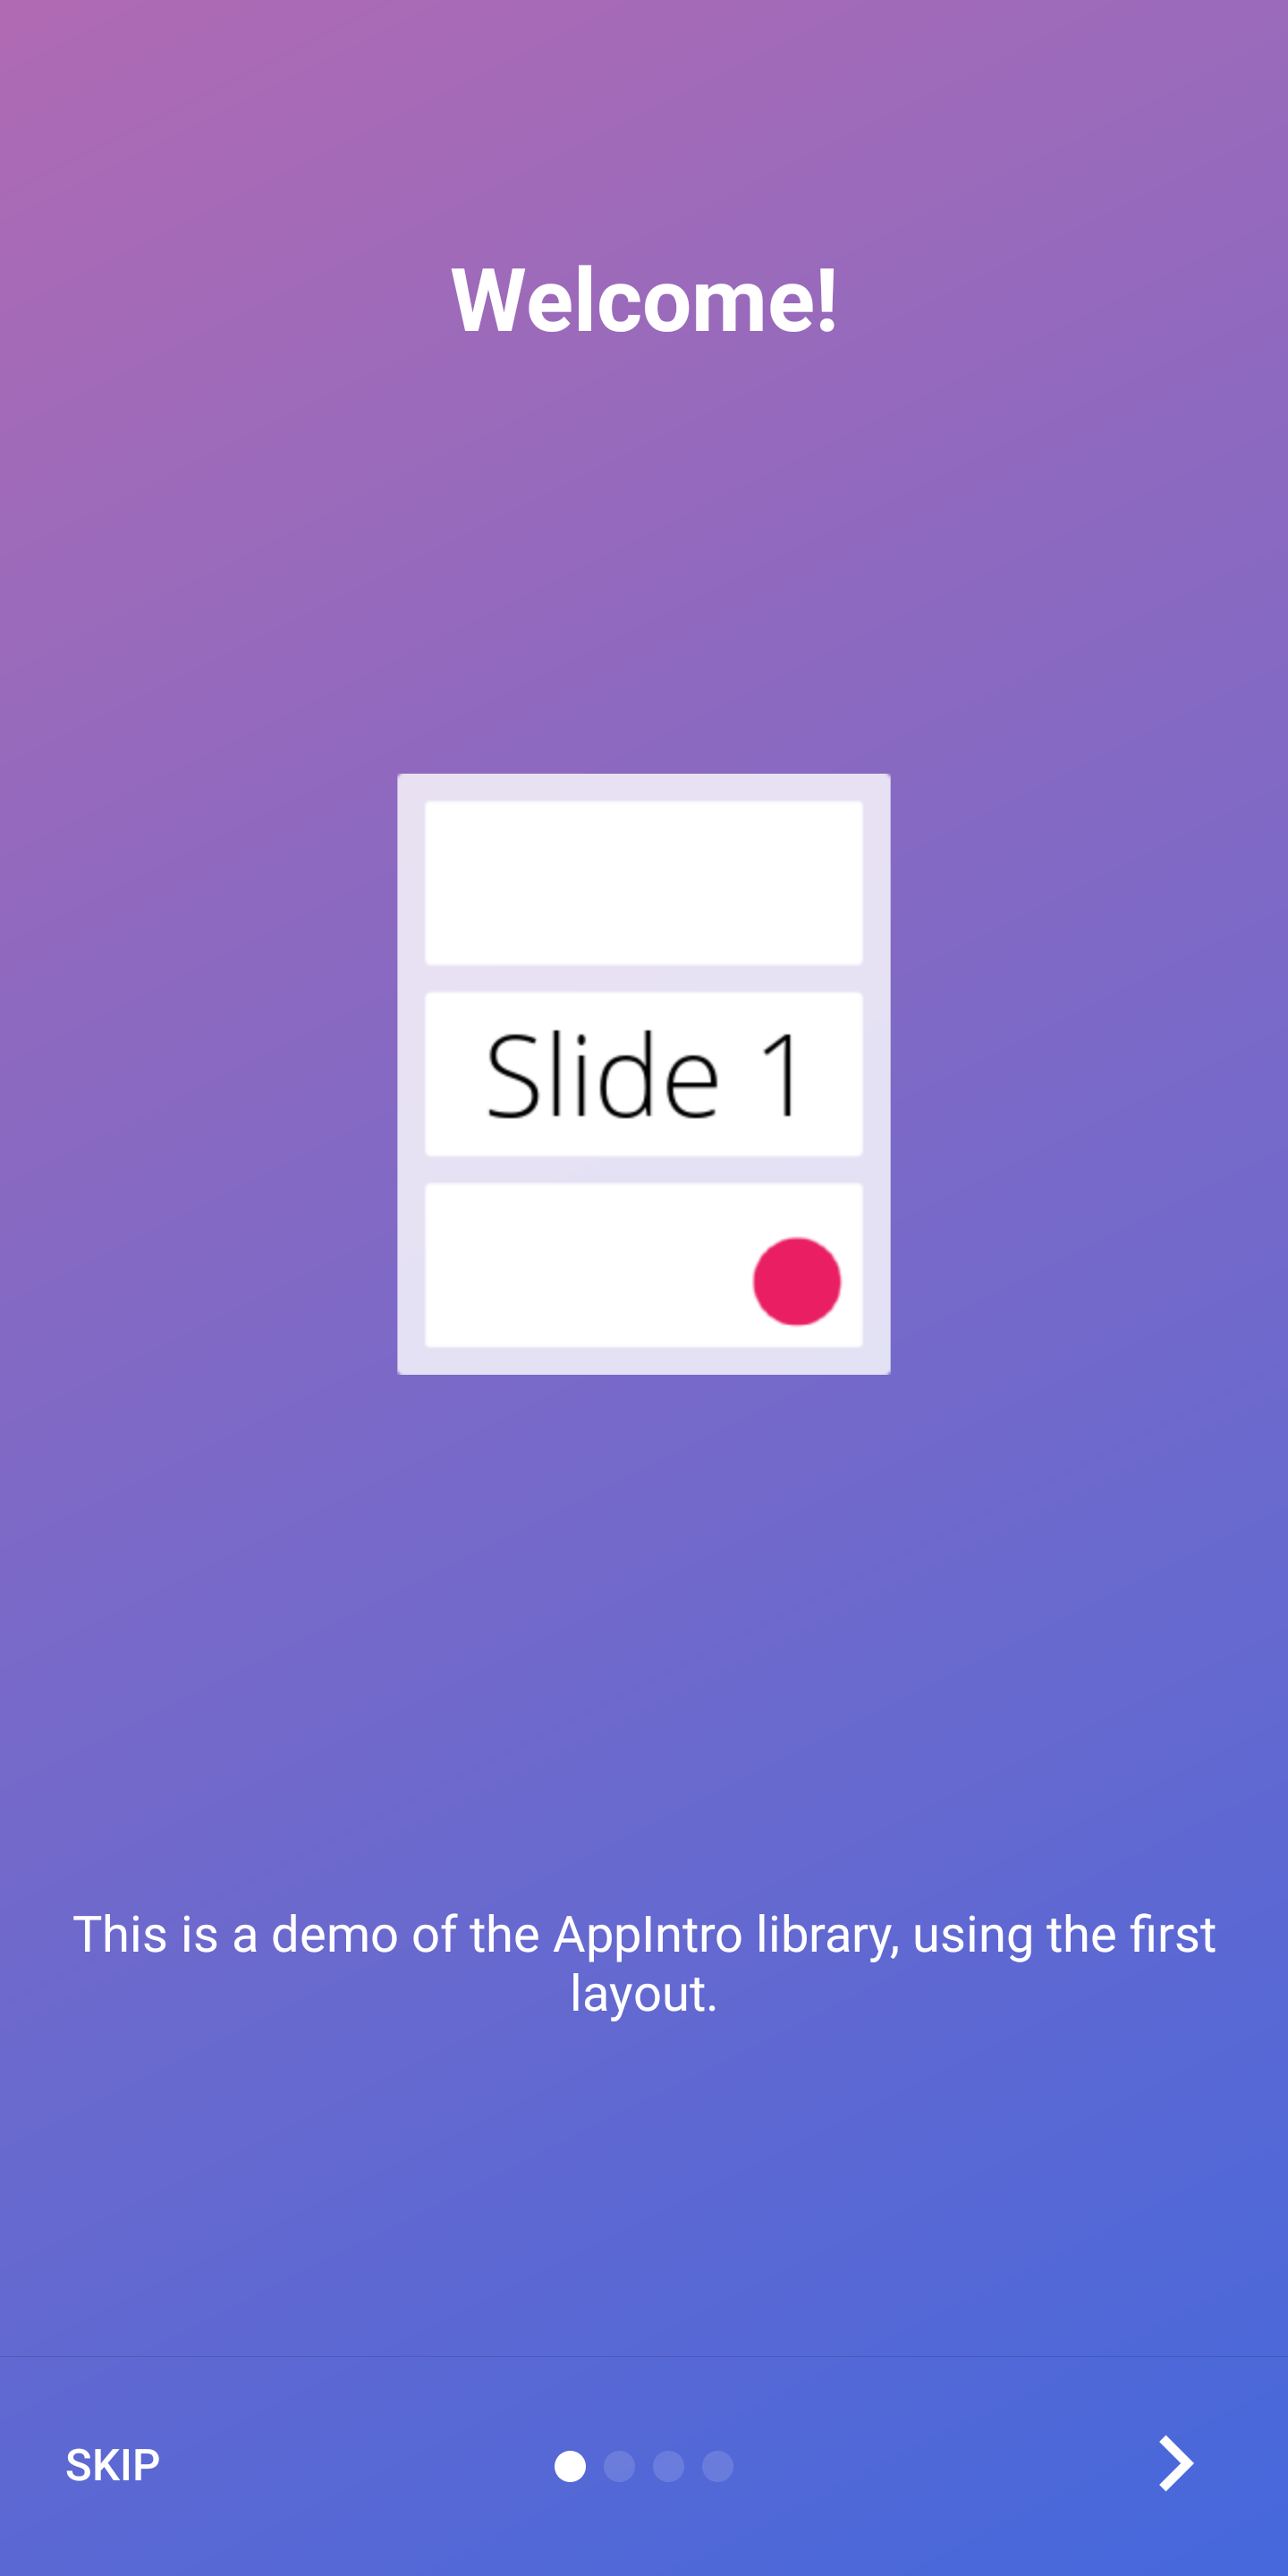 Welcome!
Slide 1
This is a demo of the AppIntro library, using the first
layout.
SKIP